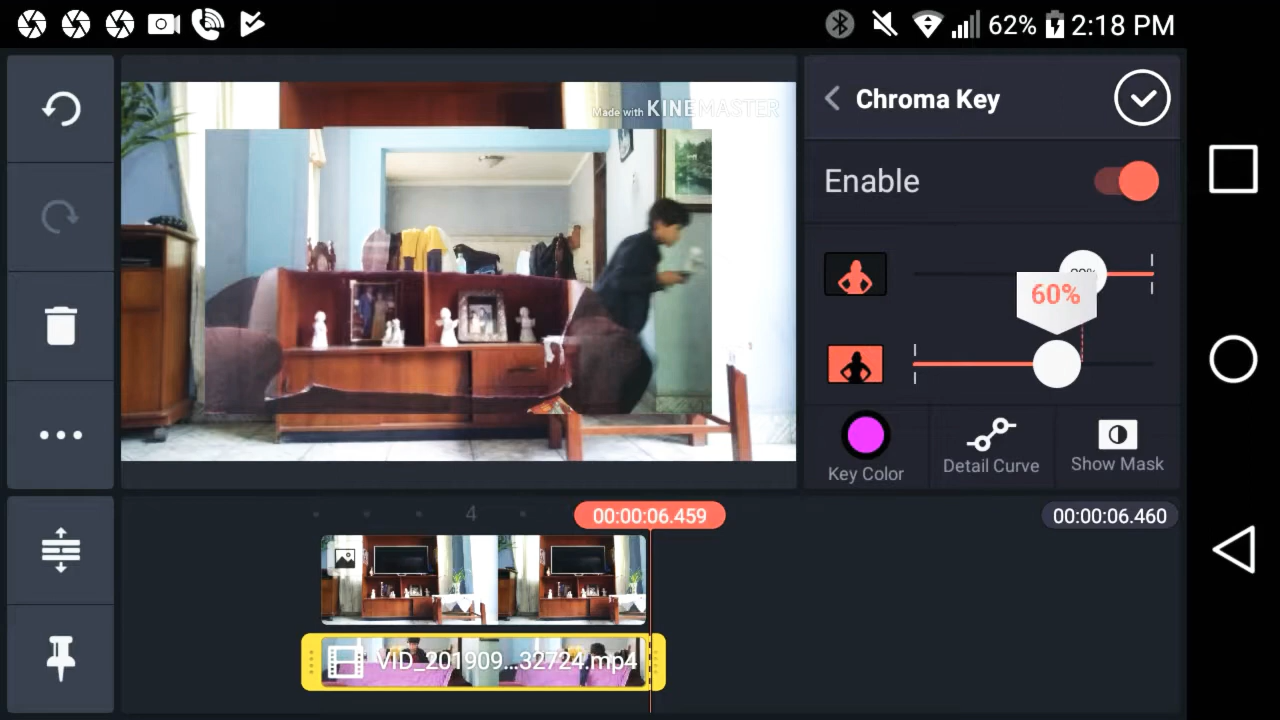 62% 2:18 PM
Made with KINEMASTER
Chroma Key
Enable
60%
Key Color
Detail Curve
Show Mask
4
00:00:06.459
00:00:06.460
VID_201909...32724.mp4